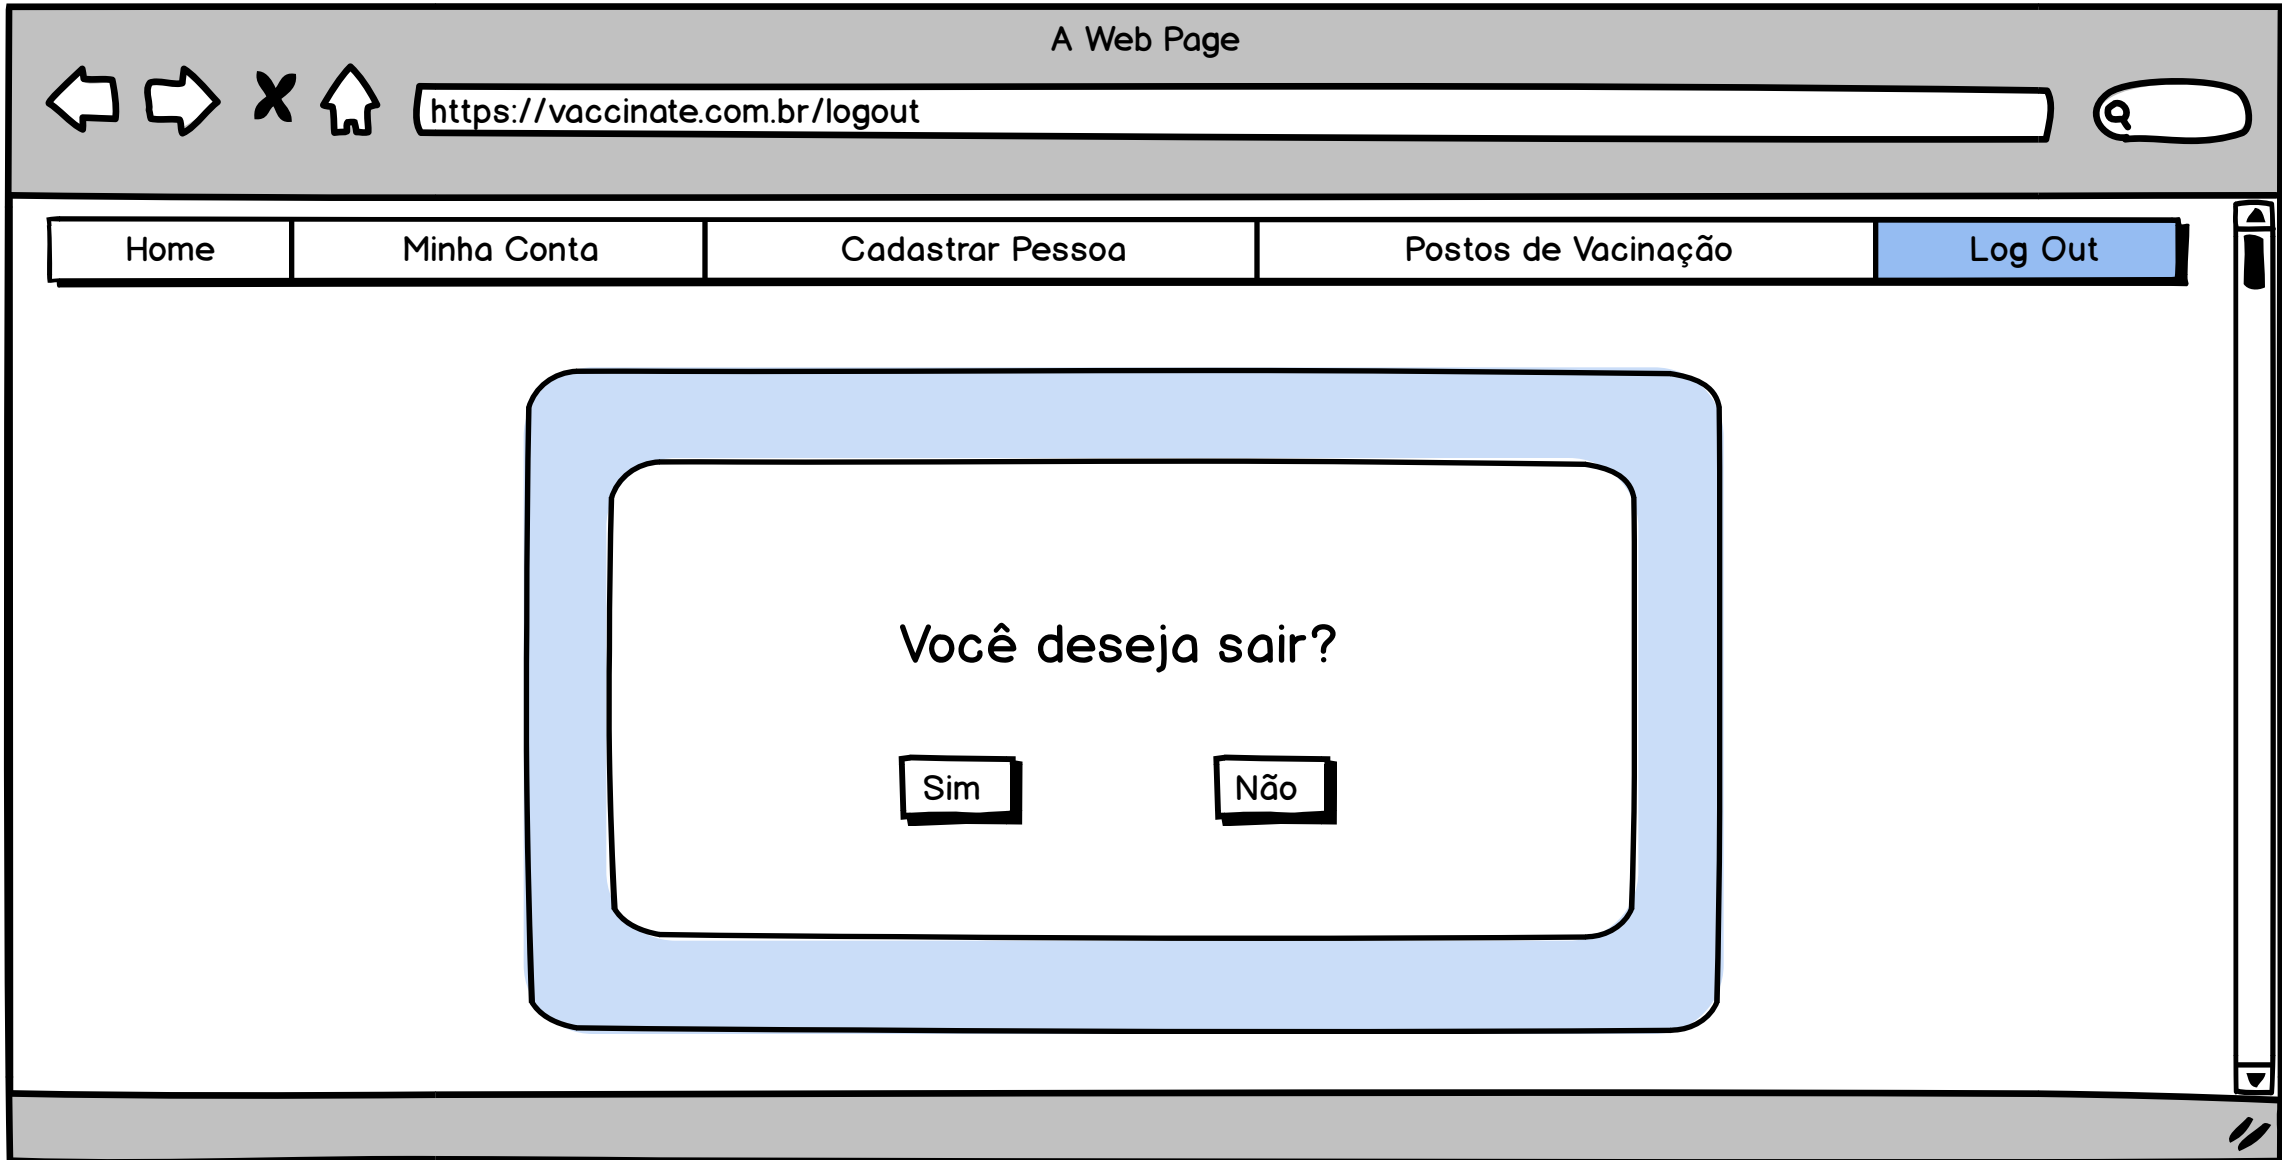 A Web Page
https://vaccinate.com.br/logout
Home Minha Conta Cadastrar Pessoa Postos de Vacinação Log Out
Você deseja sair?
Sim Não